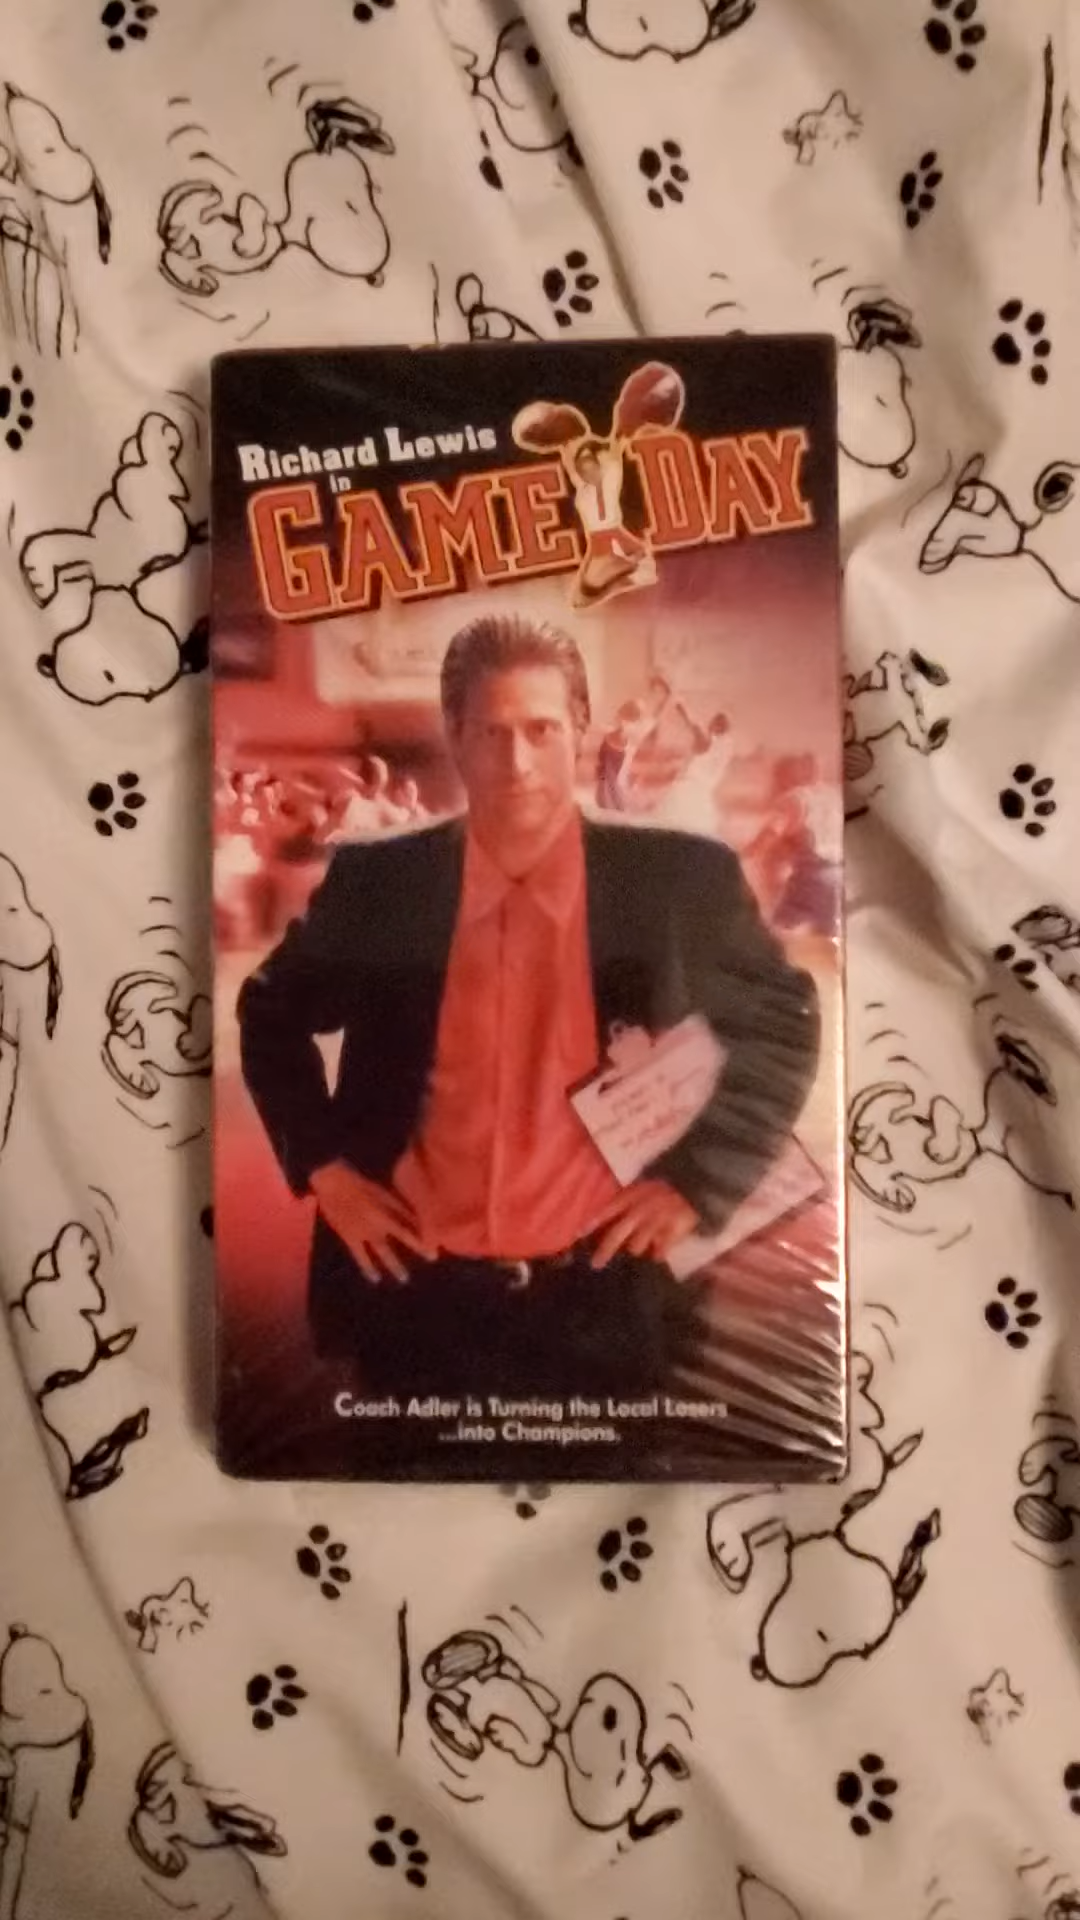 Richard Lewis
in
GAME DAY
Coach Adler is Turning the Local Losers
...into Champions.